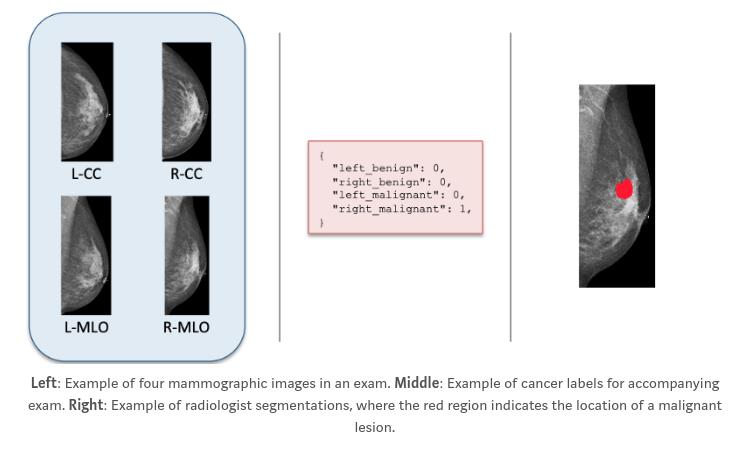 L-CC
R-CC
L-MLO
R-MLO
{
"left_benign": 0,
"right_benign": 0,
"left_malignant": 0,
"right_malignant": 1,
}
Left: Example of four mammographic images in an exam. Middle: Example of cancer labels for accompanying
exam. Right: Example of radiologist segmentations, where the red region indicates the location of a malignant
lesion.